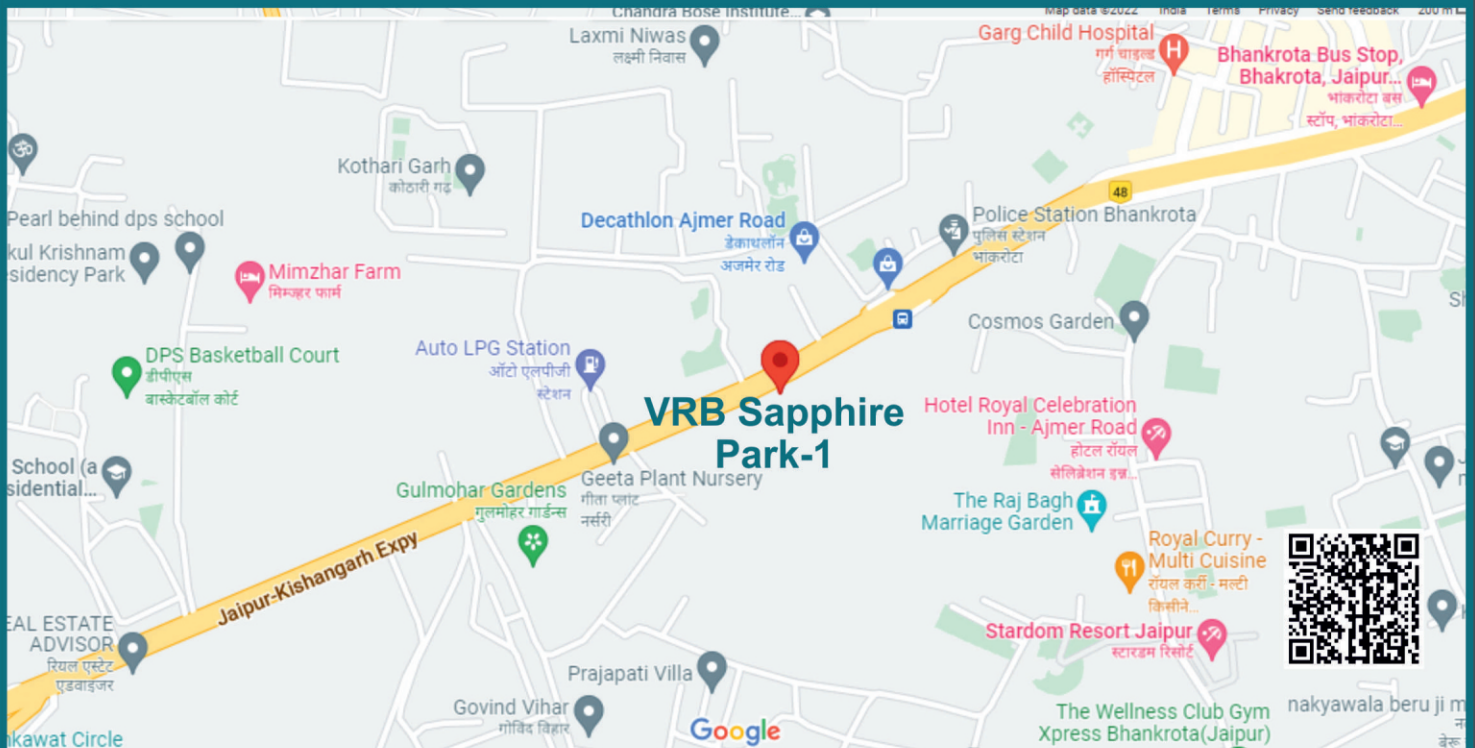 Chandra Bose Institute...
Map data ©2022 India Terms Privacy Send feedback 200 m
Laxmi Niwas
लक्ष्मी निवास
Garg Child Hospital
गर्ग चाइल्ड
हॉस्पिटल
Bhankrota Bus Stop,
Bhakrota, Jaipur...
भांकरोटा बस
स्टॉप, भांकरोटा...
Kothari Garh
कोठारी गढ़
48
Pearl behind dps school
Decathlon Ajmer Road
डेकाथलॉन
अजमेर रोड
Police Station Bhankrota
पुलिस स्टेशन
भांकरोटा
kul Krishnam
sidency Park
Mimzhar Farm
मिम्ज़्हर फार्म
Cosmos Garden
DPS Basketball Court
डीपीएस
बास्केटबॉल कोर्ट
Auto LPG Station
ऑटो एलपीजी
स्टेशन
VRB Sapphire
Park-1
Hotel Royal Celebration
Inn - Ajmer Road
होटल रॉयल
सेलिब्रेशन इन्न...
School (a
sidential...
Geeta Plant Nursery
गीता प्लांट
नर्सरी
Gulmohar Gardens
गुलमोहर गार्डन्स
The Raj Bagh
Marriage Garden
Royal Curry -
Multi Cuisine
रॉयल करी - मल्टी
किसीने...
Jaipur-Kishangarh Expy
EAL ESTATE
ADVISOR
रियल एस्टेट
एडवाइजर
Stardom Resort Jaipur
स्टारडम रिसोर्ट
Prajapati Villa
Govind Vihar
गोविंद विहार
Google
The Wellness Club Gym
Xpress Bhankrota(Jaipur)
nakyawala beru ji m
nkawat Circle